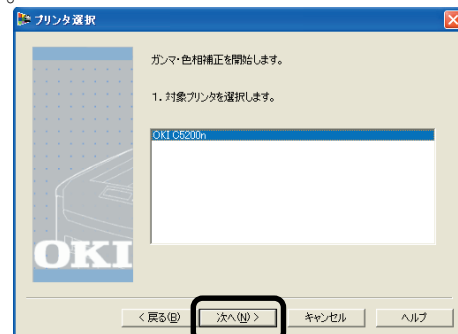 プリンタ選択
ガンマ・色相補正を開始します。
1. 対象プリンタを選択します。
OKI C5200n
OKI
< 戻る(B) 次へ(N) > キャンセル ヘルプ